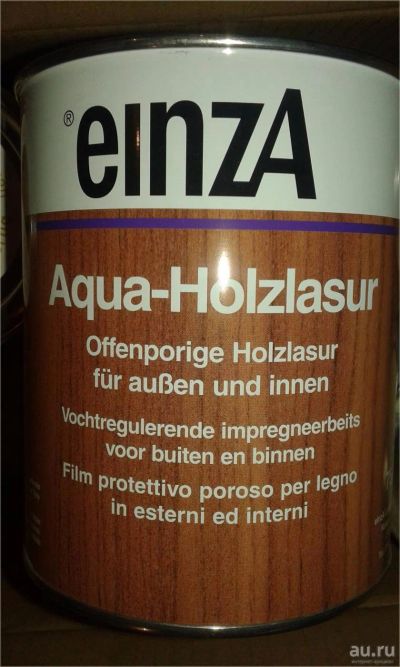 ® einzA
Aqua-Holzlasur
Offenporige Holzlasur
für außen und innen
Vochtregulerende impregneerbeits
voor buiten en binnen
Film protettivo poroso per legno
in esterni ed interni
au.ru